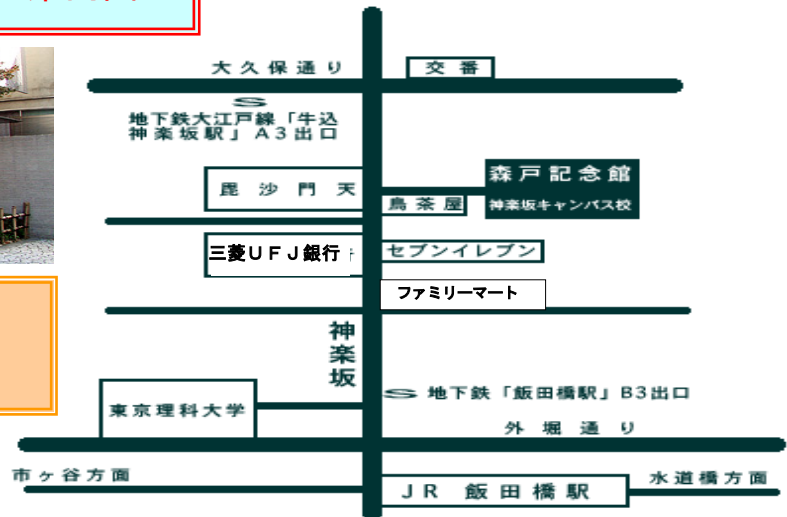 大久保通り
交番
地下鉄大江戸線「牛込
神楽坂駅」A3出口
毘沙門天
森戸記念館
鳥茶屋
神楽坂キャンパス校
三菱UFJ銀行
セブンイレブン
ファミリーマート
神楽坂
地下鉄「飯田橋駅」B3出口
東京理科大学
外堀通り
市ヶ谷方面
JR 飯田橋駅
水道橋方面